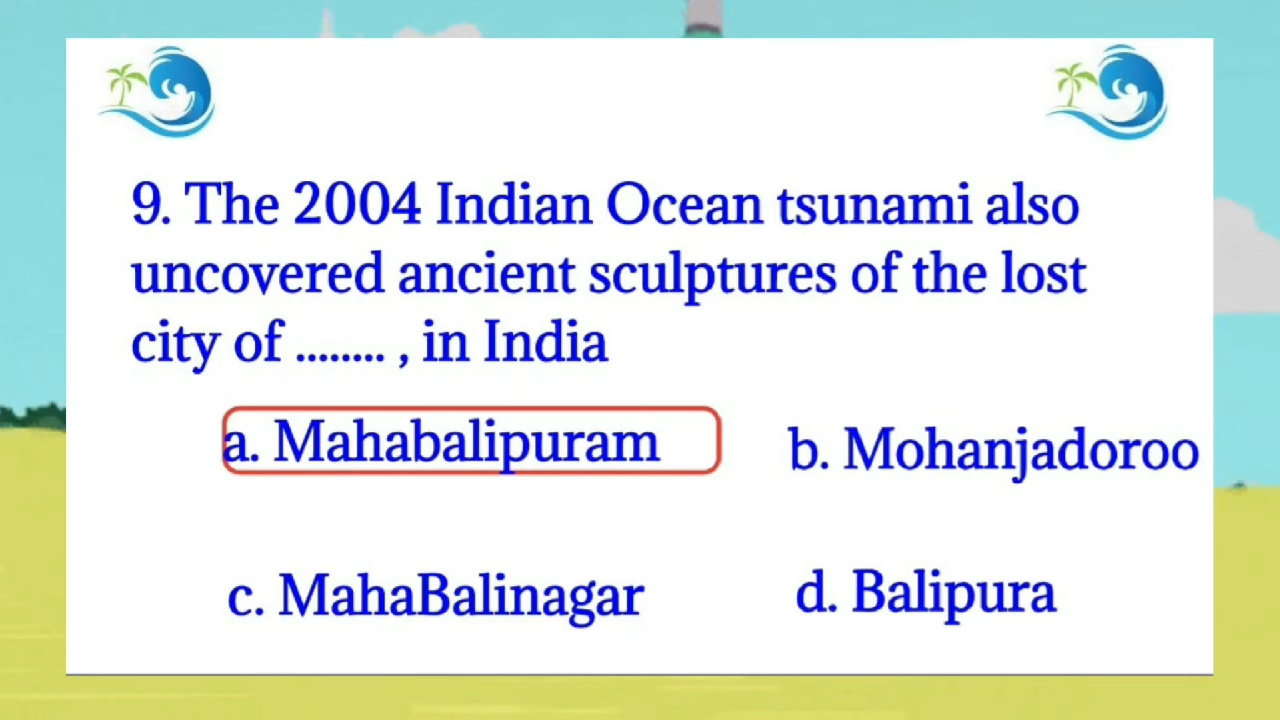 9. The 2004 Indian Ocean tsunami also
uncovered ancient sculptures of the lost
city of ........ , in India
a. Mahabalipuram
b. Mohanjadoroo
c. MahaBalinagar
d. Balipura